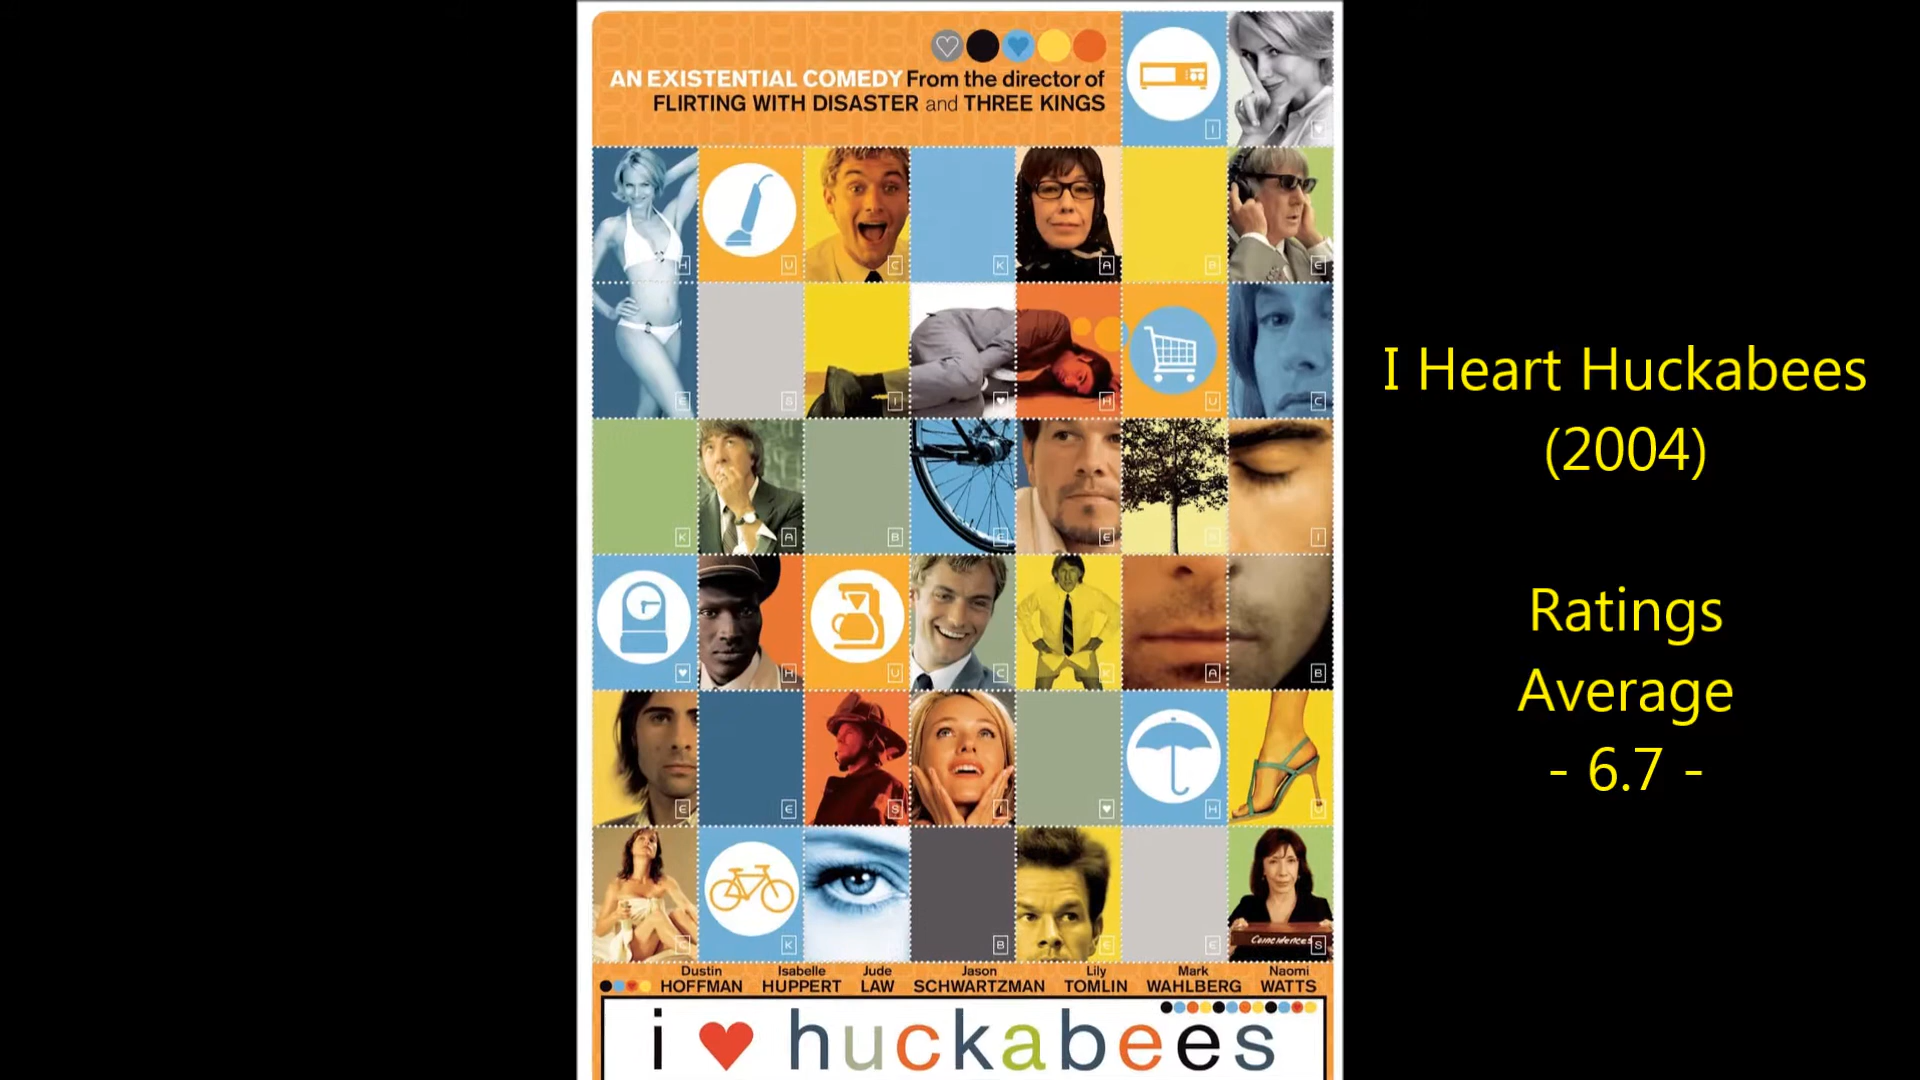 AN EXISTENTIAL COMEDY From the director of
FLIRTING WITH DISASTER and THREE KINGS
I ♥
H U C K A B E
E S I ♥ H U C
K A B E E S I
♥ H U C K A B
E E S I ♥ H U
C K B E E S
Coincidences
Dustin HOFFMAN
Isabelle HUPPERT
Jude LAW
Jason SCHWARTZMAN
Lily TOMLIN
Mark WAHLBERG
Naomi WATTS
i ♥ huckabees
I Heart Huckabees
(2004)
Ratings
Average
- 6.7 -